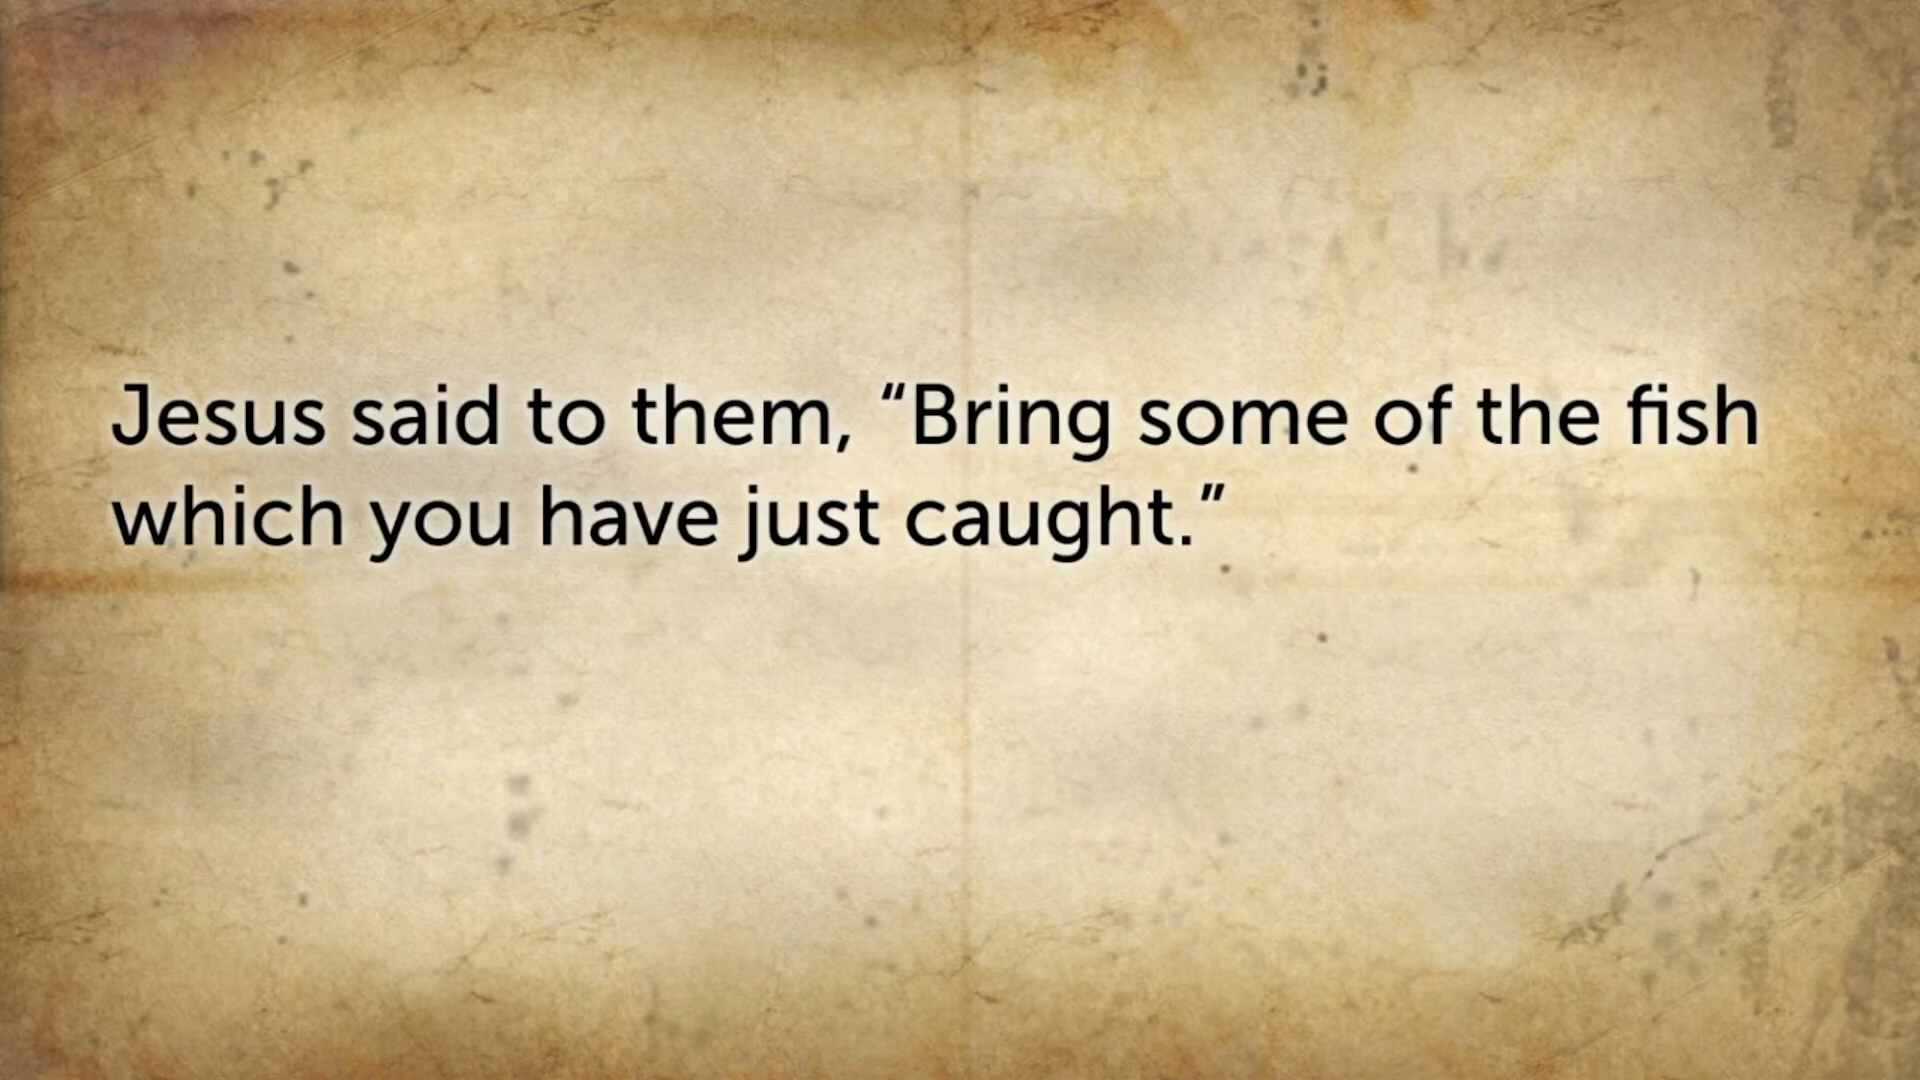 Jesus said to them, “Bring some of the fish
which you have just caught.”